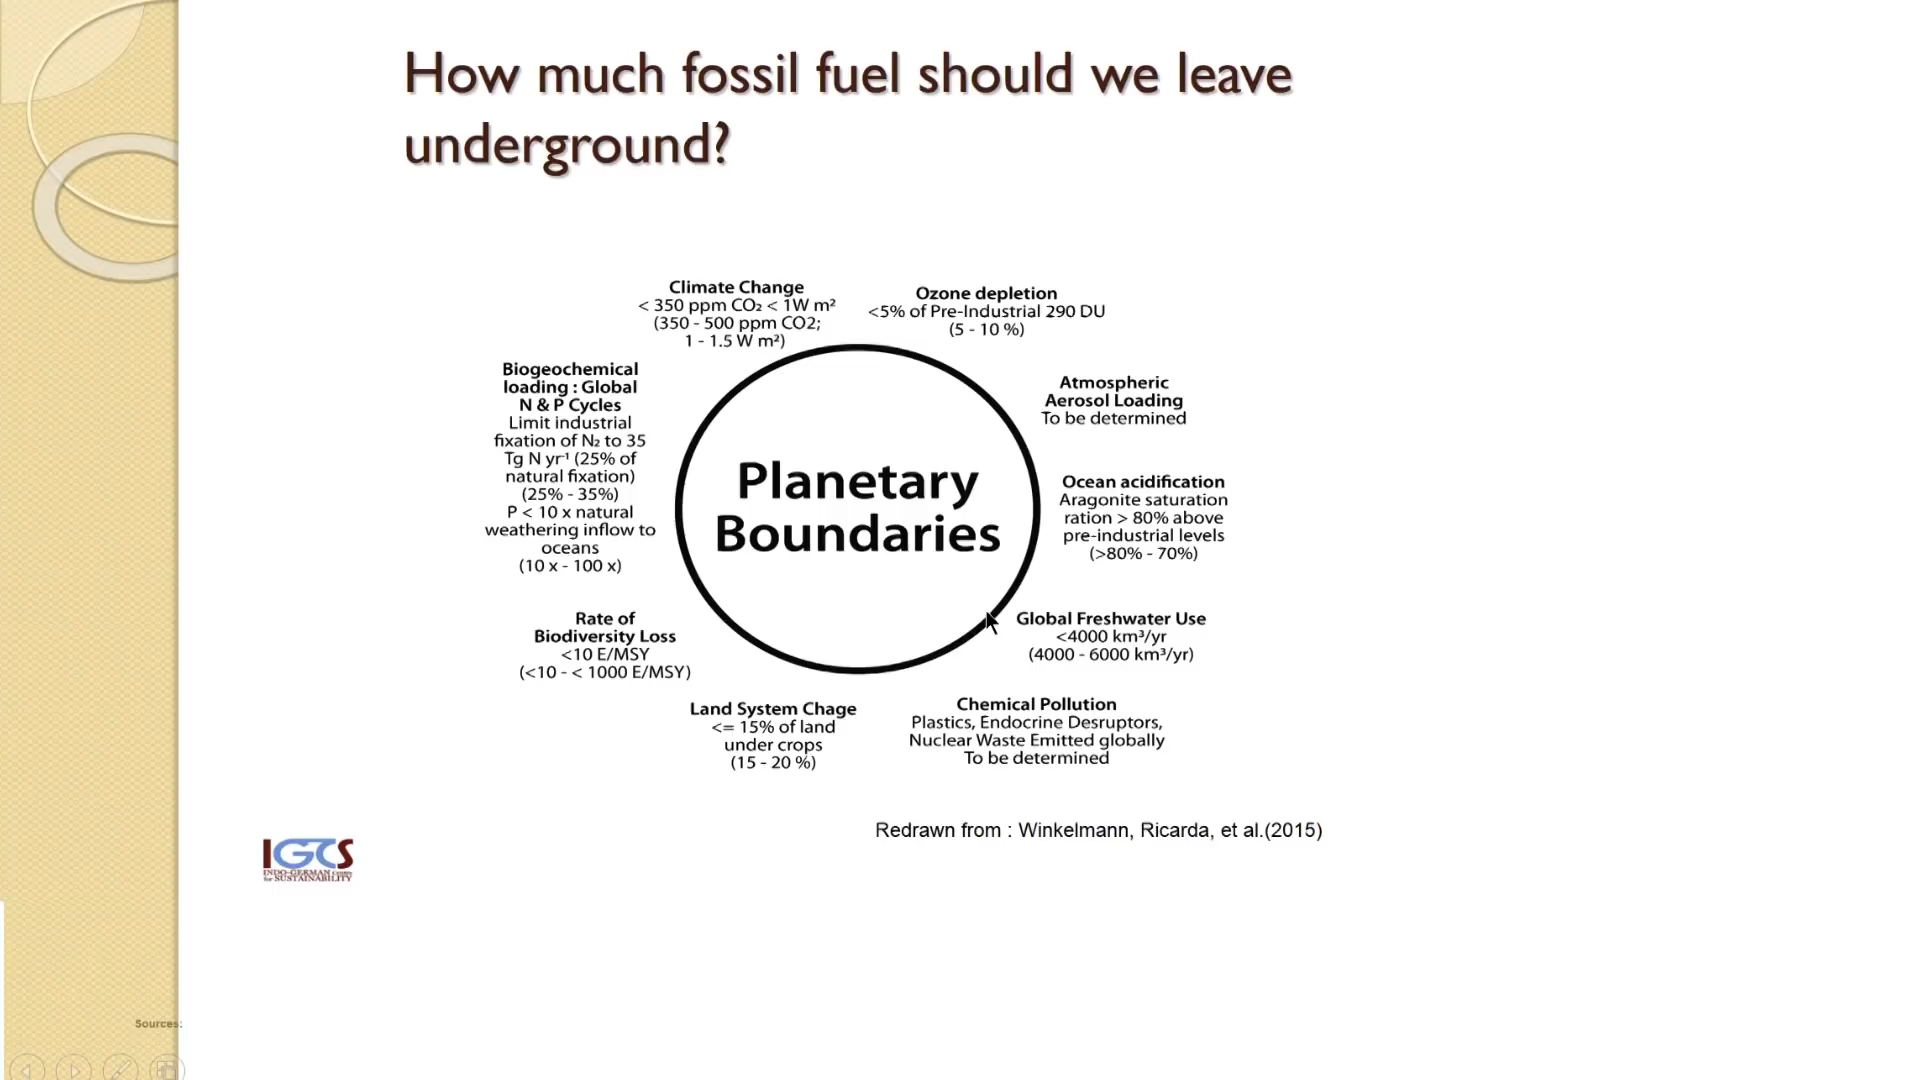 How much fossil fuel should we leave
underground?
Climate Change
< 350 ppm CO₂ < 1W m²
(350 - 500 ppm CO2;
1 - 1.5 W m²)
Ozone depletion
<5% of Pre-Industrial 290 DU
(5 - 10 %)
Atmospheric
Aerosol Loading
To be determined
Ocean acidification
Aragonite saturation
ration > 80% above
pre-industrial levels
(>80% - 70%)
Global Freshwater Use
<4000 km³/yr
(4000 - 6000 km³/yr)
Chemical Pollution
Plastics, Endocrine Desruptors,
Nuclear Waste Emitted globally
To be determined
Land System Chage
<= 15% of land
under crops
(15 - 20 %)
Rate of
Biodiversity Loss
<10 E/MSY
(<10 - < 1000 E/MSY)
Biogeochemical
loading : Global
N & P Cycles
Limit industrial
fixation of N₂ to 35
Tg N yr⁻¹ (25% of
natural fixation)
(25% - 35%)
P < 10 x natural
weathering inflow to
oceans
(10 x - 100 x)
Planetary
Boundaries
Redrawn from : Winkelmann, Ricarda, et al.(2015)
IGCS
INDO-GERMAN CENTRE
for SUSTAINABILITY
Sources: